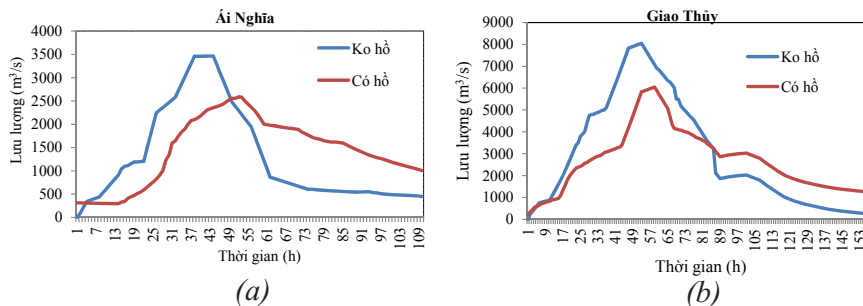 Ái Nghĩa
Lưu lượng (m³/s)
4000
3500
3000
2500
2000
1500
1000
500
0
Ko hồ
Có hồ
1 7 13 19 25 31 37 43 49 55 61 67 73 79 85 91 97 103 109
Thời gian (h)
(a)
Giao Thủy
Lưu lượng (m³/s)
9000
8000
7000
6000
5000
4000
3000
2000
1000
0
Ko hồ
Có hồ
1 9 17 25 33 41 49 57 65 73 81 89 97 105 113 121 129 137 145 153
Thời gian (h)
(b)